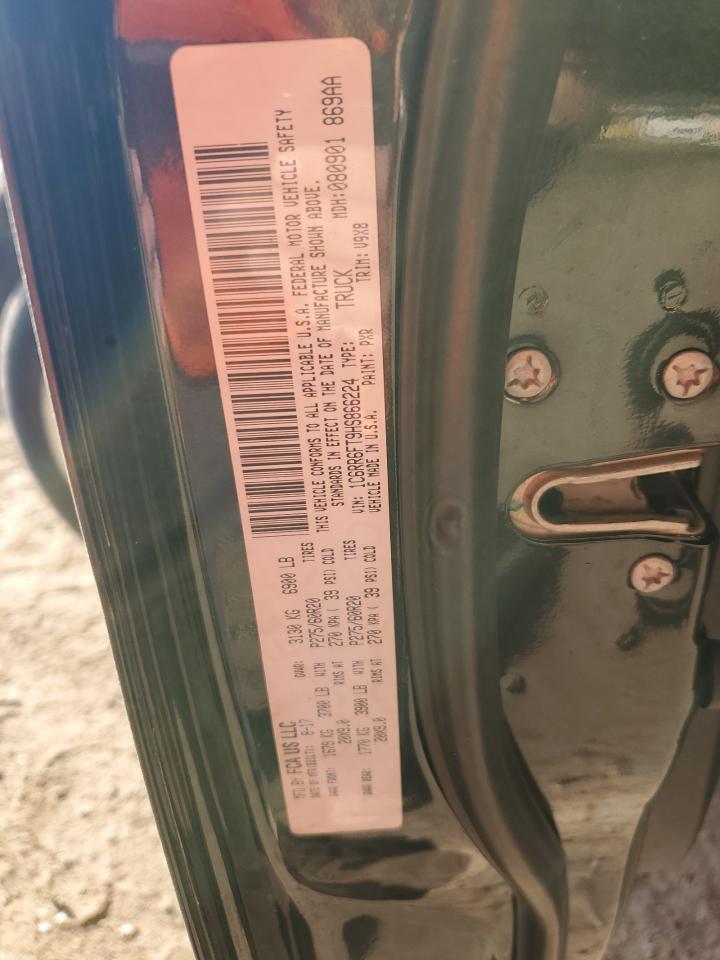 MFD BY FCA US LLC
DATE OF MFR(BUILT): 8-17 GVWR: 3130 KG 6900 LB
GAWR FRONT: 1679 KG 3700 LB WITH P275/60R20 TIRES
20X9.0 RIMS AT 270 KPA ( 39 PSI) COLD
GAWR REAR: 1770 KG 3900 LB WITH P275/60R20 TIRES
20X9.0 RIMS AT 270 KPA ( 39 PSI) COLD
THIS VEHICLE CONFORMS TO ALL APPLICABLE U.S.A. FEDERAL MOTOR VEHICLE SAFETY
STANDARDS IN EFFECT ON THE DATE OF MANUFACTURE SHOWN ABOVE.
MDH:080901 869AA
VIN: 1C6RR6FT9HS866224 TYPE: TRUCK
VEHICLE MADE IN U.S.A. PAINT: PXR TRIM: V9X8